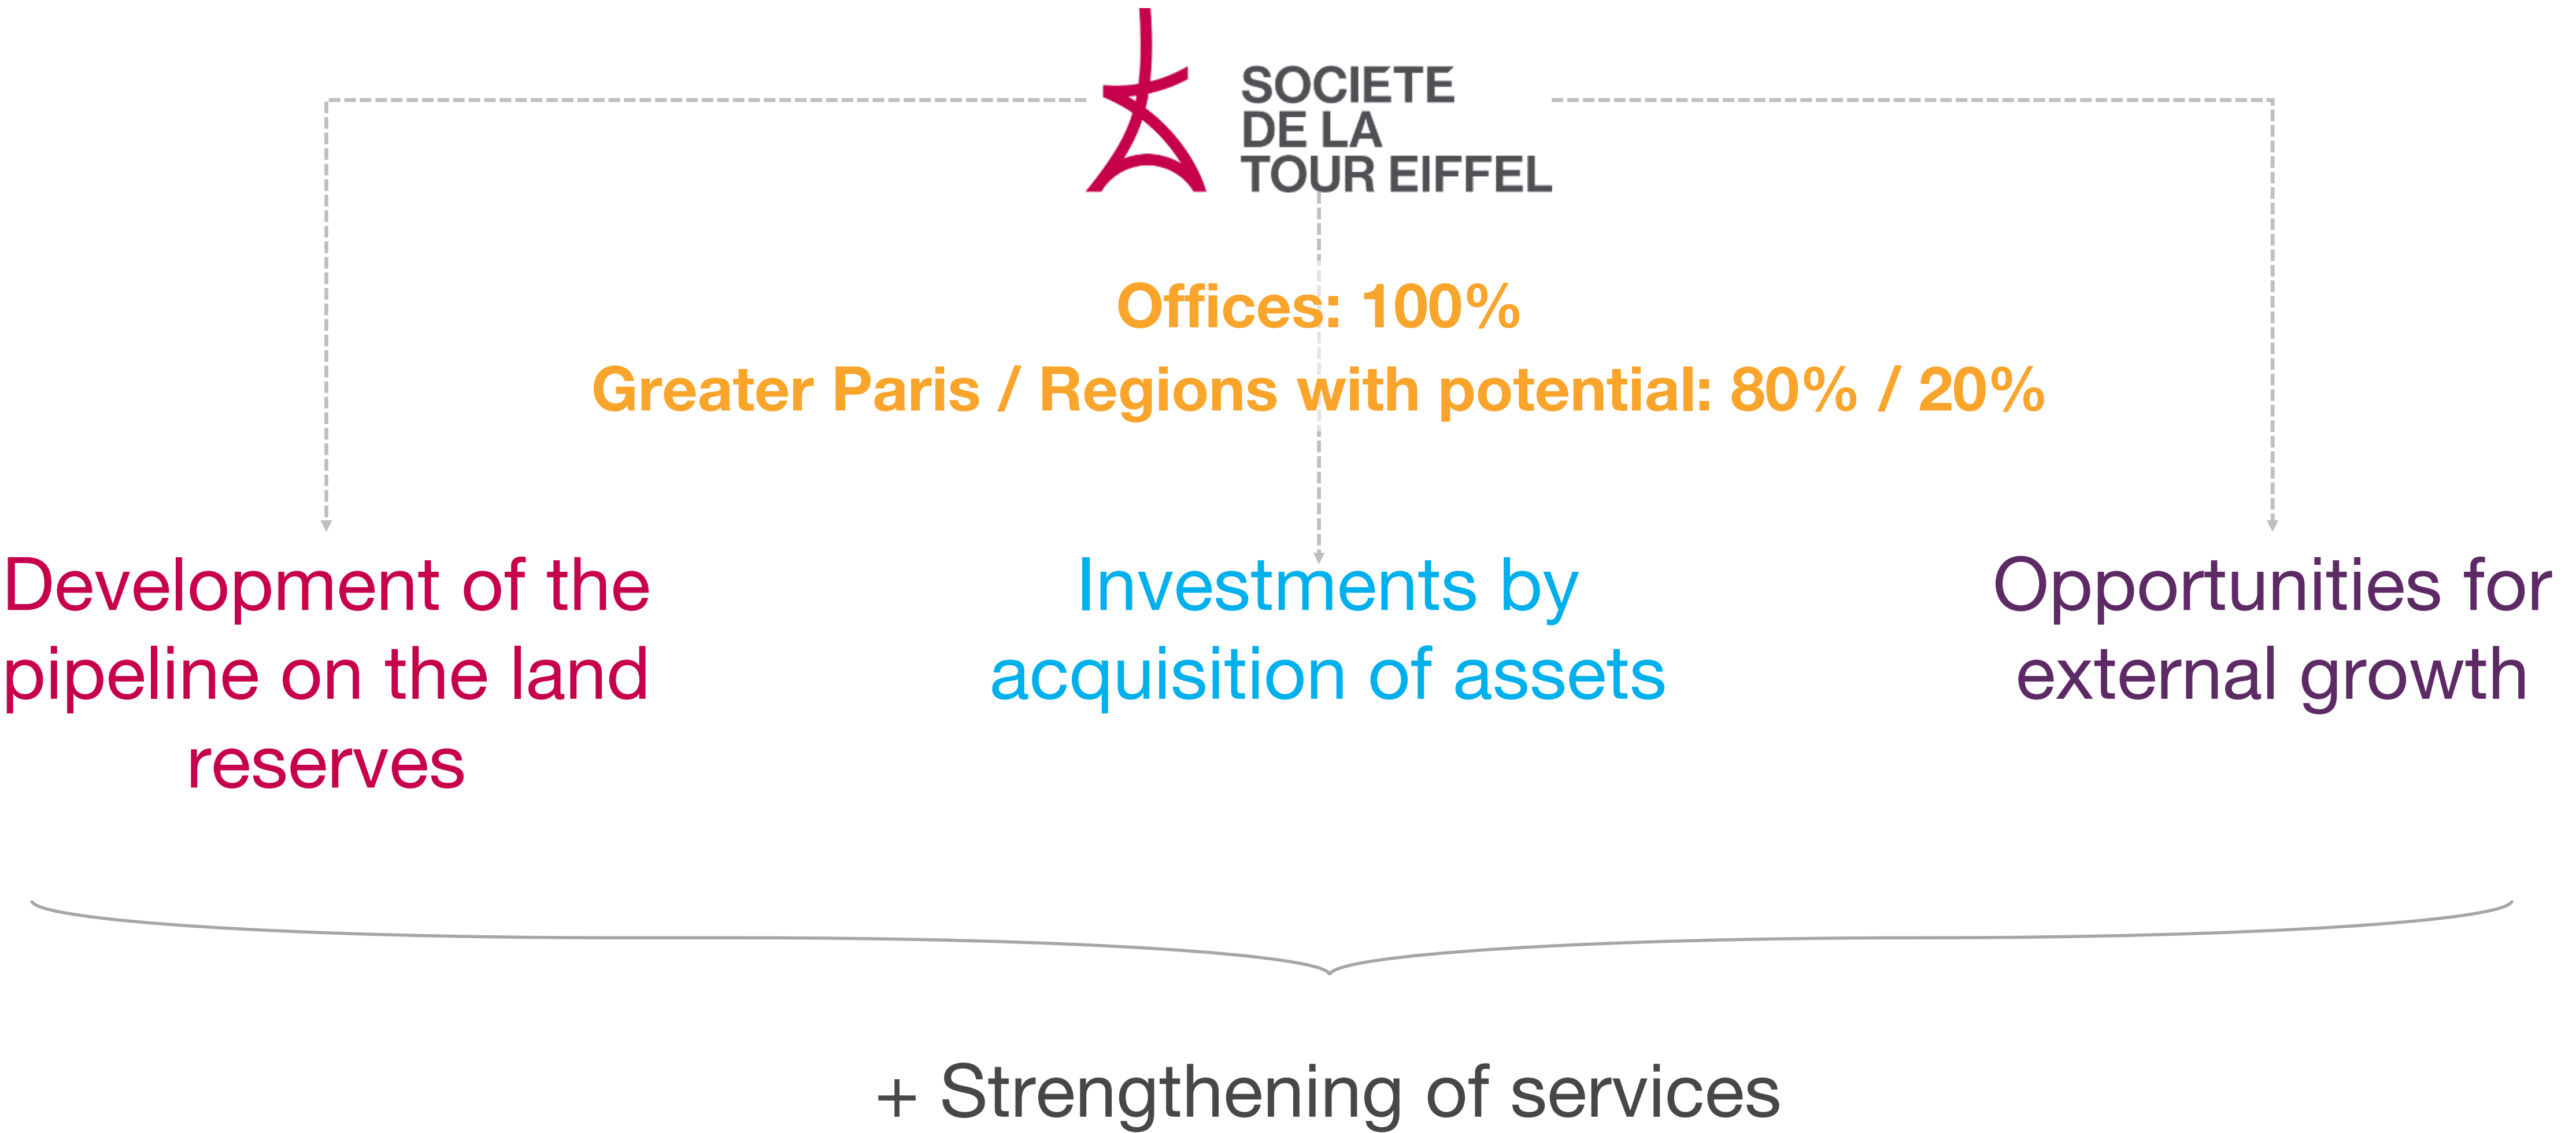 SOCIETE
DE LA
TOUR EIFFEL
Offices: 100%
Greater Paris / Regions with potential: 80% / 20%
Development of the
pipeline on the land
reserves
Investments by
acquisition of assets
Opportunities for
external growth
+ Strengthening of services